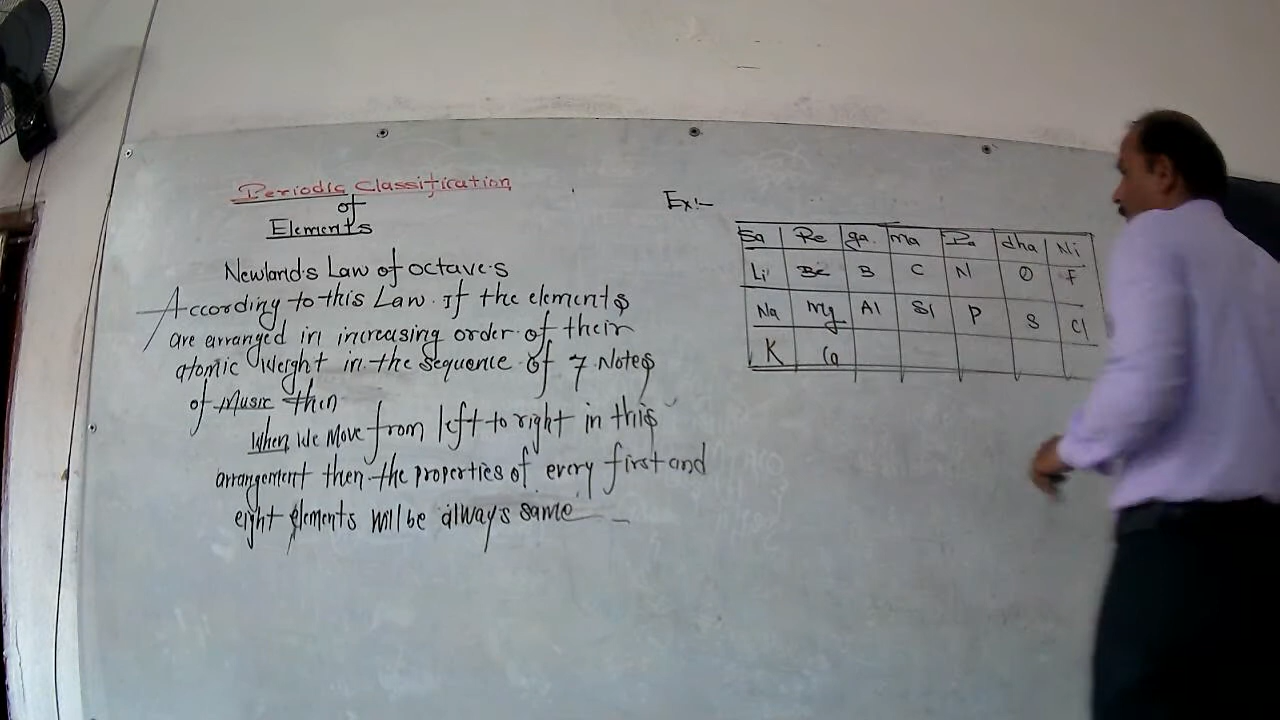 Periodic Classification
of
Elements
Newland's Law of octaves
According to this Law. If the elements
are arranged in increasing order of their
atomic weight in the sequence of 7 Notes
of Music then
When We Move from left to right in this
arrangement then the properties of every first and
eight elements will be always same
Ex:-
Sa Re ga. ma Pa dha Ni
Li Be B C N O F
Na Mg Al Si P S Cl
K Ca